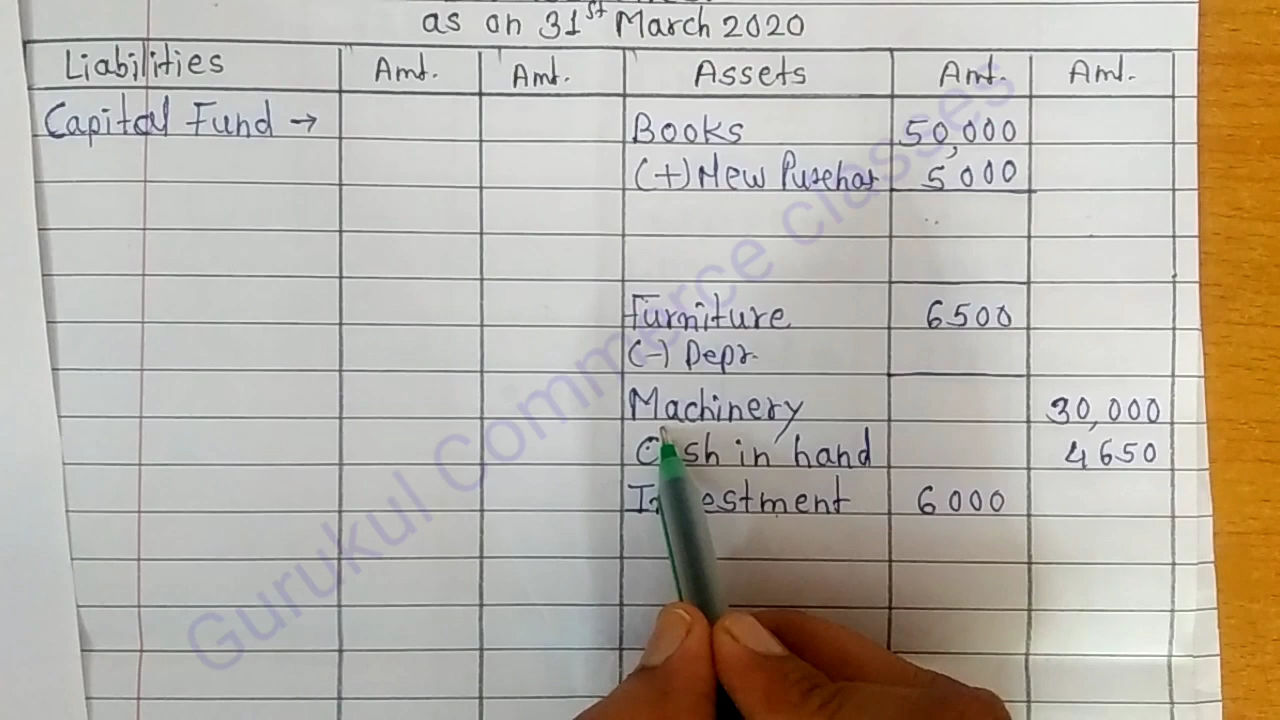 as on 31st March 2020
Liabilities Amt. Amt. Assets Amt. Amt.
Capital Fund → Books 50,000
(+) New 5000
Furniture 6500
(-) Depr.
Machinery 30,000
Cash in hand 4650
Investment 6000
Gurukul Commerce classes